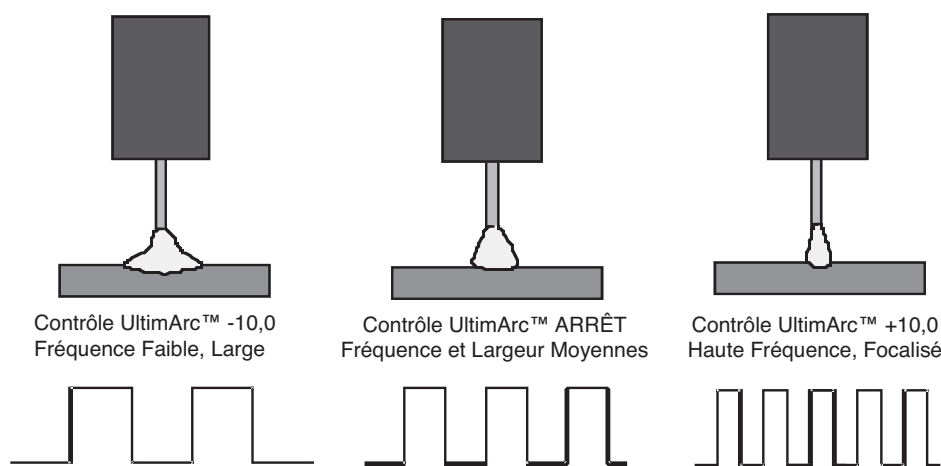 Contrôle UltimArc™ -10,0
Fréquence Faible, Large
Contrôle UltimArc™ ARRÊT
Fréquence et Largeur Moyennes
Contrôle UltimArc™ +10,0
Haute Fréquence, Focalisé